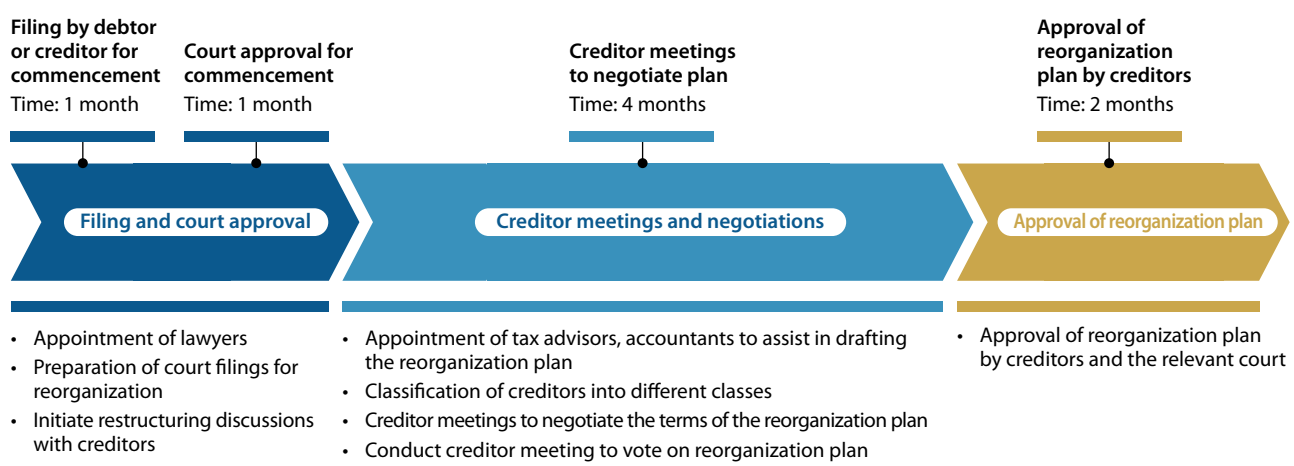 Filing by debtor
or creditor for
commencement
Time: 1 month
Court approval for
commencement
Time: 1 month
Creditor meetings
to negotiate plan
Time: 4 months
Approval of
reorganization
plan by creditors
Time: 2 months
Filing and court approval
Creditor meetings and negotiations
Approval of reorganization plan
• Appointment of lawyers
• Preparation of court filings for
reorganization
• Initiate restructuring discussions
with creditors
• Appointment of tax advisors, accountants to assist in drafting
the reorganization plan
• Classification of creditors into different classes
• Creditor meetings to negotiate the terms of the reorganization plan
• Conduct creditor meeting to vote on reorganization plan
• Approval of reorganization plan
by creditors and the relevant court